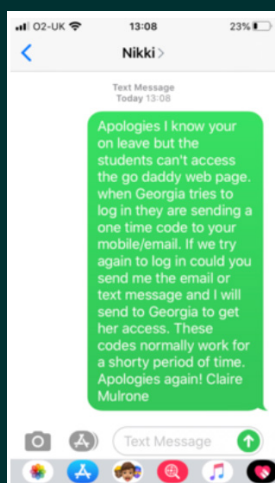 O2-UK 13:08 23%
Nikki >
Text Message
Today 13:08
Apologies I know your
on leave but the
students can't access
the go daddy web page.
when Georgia tries to
log in they are sending a
one time code to your
mobile/email. If we try
again to log in could you
send me the email or
text message and I will
send to Georgia to get
her access. These
codes normally work for
a shorty period of time.
Apologies again! Claire
Mulrone
Text Message